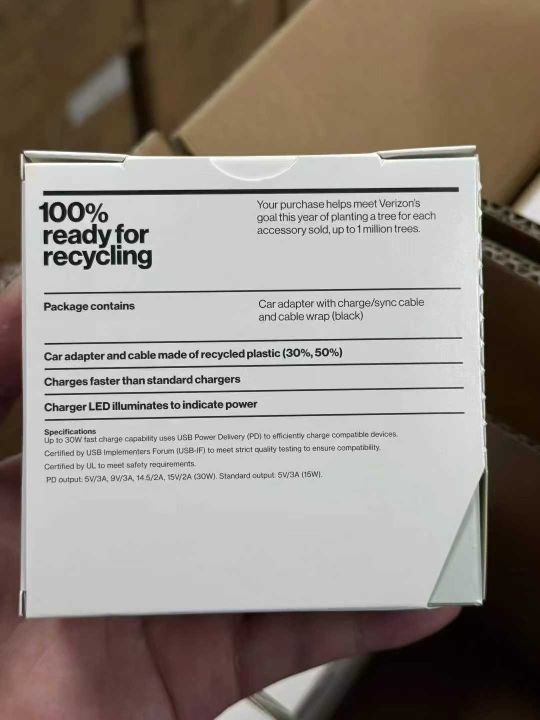 100%
ready for
recycling
Your purchase helps meet Verizon's
goal this year of planting a tree for each
accessory sold, up to 1 million trees.
Package contains
Car adapter with charge/sync cable
and cable wrap (black)
Car adapter and cable made of recycled plastic (30%, 50%)
Charges faster than standard chargers
Charger LED illuminates to indicate power
Specifications
Up to 30W fast charge capability uses USB Power Delivery (PD) to efficiently charge compatible devices.
Certified by USB Implementers Forum (USB-IF) to meet strict quality testing to ensure compatibility.
Certified by UL to meet safety requirements.
PD output: 5V/3A, 9V/3A, 14.5/2A, 15V/2A (30W). Standard output: 5V/3A (15W).